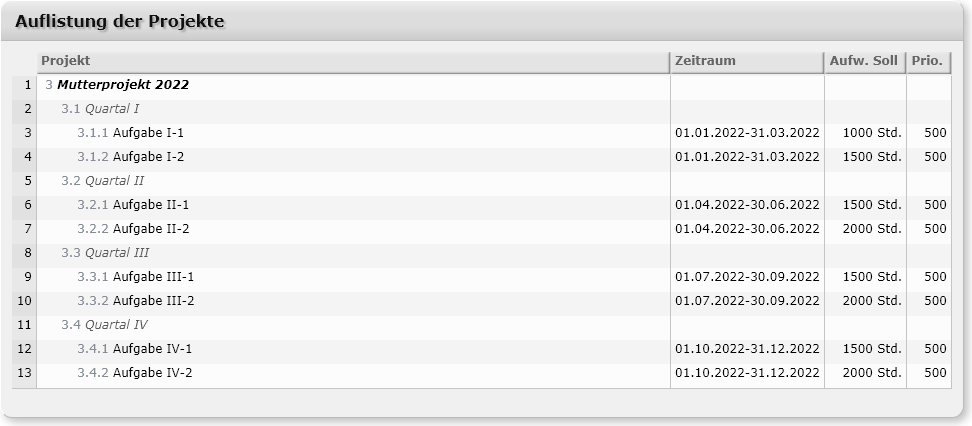 Auflistung der Projekte
Projekt Zeitraum Aufw. Soll Prio.
1 3 Mutterprojekt 2022
2 3.1 Quartal I
3 3.1.1 Aufgabe I-1 01.01.2022-31.03.2022 1000 Std. 500
4 3.1.2 Aufgabe I-2 01.01.2022-31.03.2022 1500 Std. 500
5 3.2 Quartal II
6 3.2.1 Aufgabe II-1 01.04.2022-30.06.2022 1500 Std. 500
7 3.2.2 Aufgabe II-2 01.04.2022-30.06.2022 2000 Std. 500
8 3.3 Quartal III
9 3.3.1 Aufgabe III-1 01.07.2022-30.09.2022 1500 Std. 500
10 3.3.2 Aufgabe III-2 01.07.2022-30.09.2022 2000 Std. 500
11 3.4 Quartal IV
12 3.4.1 Aufgabe IV-1 01.10.2022-31.12.2022 1500 Std. 500
13 3.4.2 Aufgabe IV-2 01.10.2022-31.12.2022 2000 Std. 500